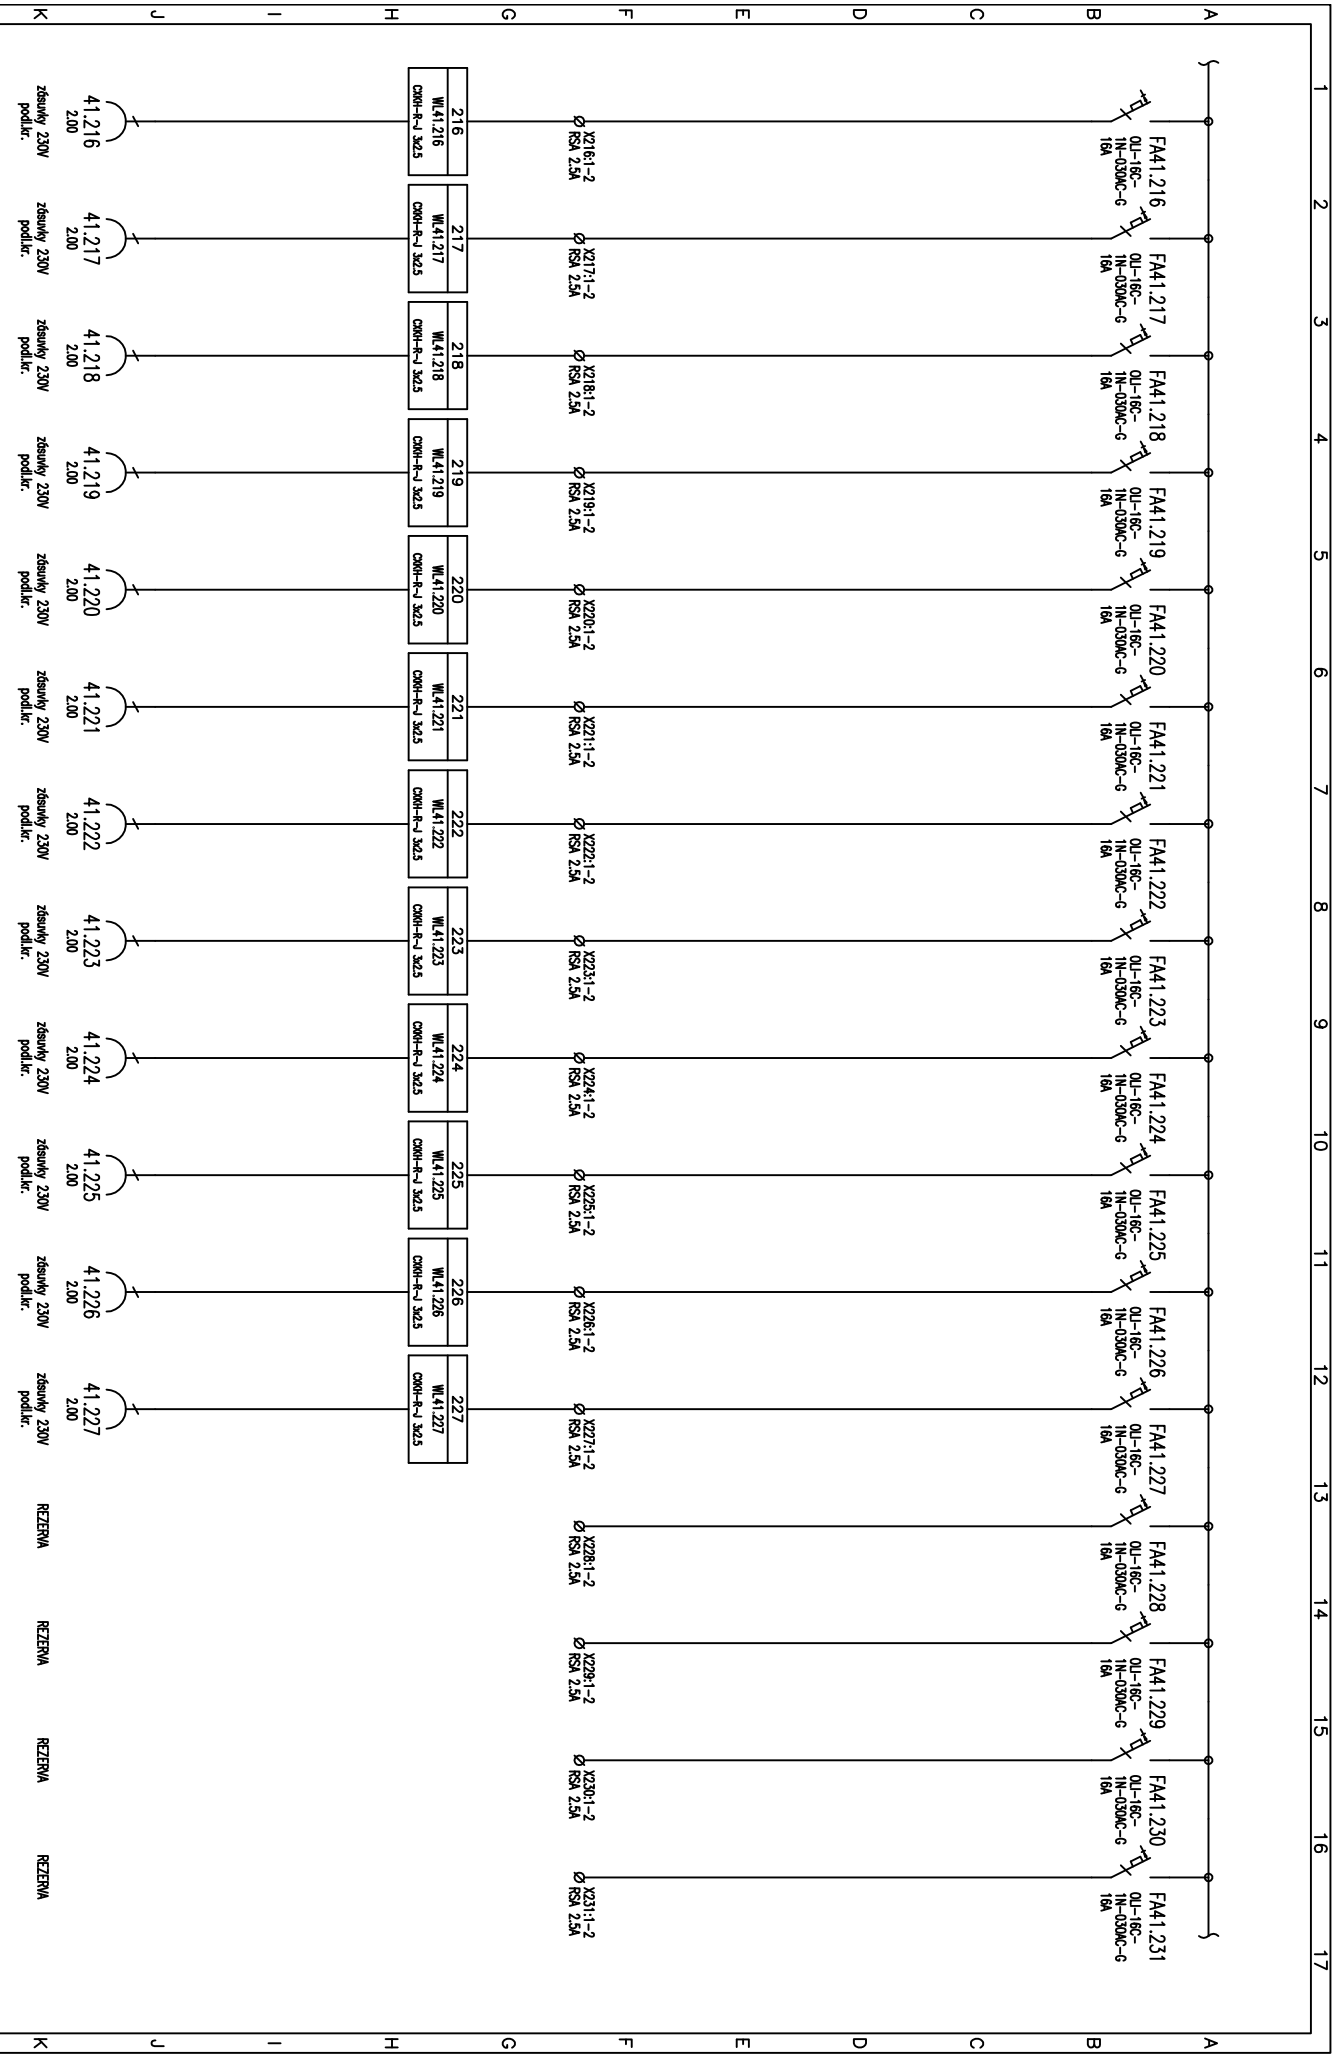 1
2
3
4
5
6
7
8
9
10
11
12
13
14
15
16
17
A
B
C
D
E
F
G
H
I
J
K
A
B
C
D
E
F
G
H
I
J
K
FA41.216
OLI-16C-
1N-030AC-G
16A
X216:1-2
RSA 2.5A
216
WL41.216
CXKH-R-J 3x2.5
41.216
2.00
zásuvky 230V
podl.kr.
FA41.217
OLI-16C-
1N-030AC-G
16A
X217:1-2
RSA 2.5A
217
WL41.217
CXKH-R-J 3x2.5
41.217
2.00
zásuvky 230V
podl.kr.
FA41.218
OLI-16C-
1N-030AC-G
16A
X218:1-2
RSA 2.5A
218
WL41.218
CXKH-R-J 3x2.5
41.218
2.00
zásuvky 230V
podl.kr.
FA41.219
OLI-16C-
1N-030AC-G
16A
X219:1-2
RSA 2.5A
219
WL41.219
CXKH-R-J 3x2.5
41.219
2.00
zásuvky 230V
podl.kr.
FA41.220
OLI-16C-
1N-030AC-G
16A
X220:1-2
RSA 2.5A
220
WL41.220
CXKH-R-J 3x2.5
41.220
2.00
zásuvky 230V
podl.kr.
FA41.221
OLI-16C-
1N-030AC-G
16A
X221:1-2
RSA 2.5A
221
WL41.221
CXKH-R-J 3x2.5
41.221
2.00
zásuvky 230V
podl.kr.
FA41.222
OLI-16C-
1N-030AC-G
16A
X222:1-2
RSA 2.5A
222
WL41.222
CXKH-R-J 3x2.5
41.222
2.00
zásuvky 230V
podl.kr.
FA41.223
OLI-16C-
1N-030AC-G
16A
X223:1-2
RSA 2.5A
223
WL41.223
CXKH-R-J 3x2.5
41.223
2.00
zásuvky 230V
podl.kr.
FA41.224
OLI-16C-
1N-030AC-G
16A
X224:1-2
RSA 2.5A
224
WL41.224
CXKH-R-J 3x2.5
41.224
2.00
zásuvky 230V
podl.kr.
FA41.225
OLI-16C-
1N-030AC-G
16A
X225:1-2
RSA 2.5A
225
WL41.225
CXKH-R-J 3x2.5
41.225
2.00
zásuvky 230V
podl.kr.
FA41.226
OLI-16C-
1N-030AC-G
16A
X226:1-2
RSA 2.5A
226
WL41.226
CXKH-R-J 3x2.5
41.226
2.00
zásuvky 230V
podl.kr.
FA41.227
OLI-16C-
1N-030AC-G
16A
X227:1-2
RSA 2.5A
227
WL41.227
CXKH-R-J 3x2.5
41.227
2.00
zásuvky 230V
podl.kr.
FA41.228
OLI-16C-
1N-030AC-G
16A
X228:1-2
RSA 2.5A
REZERVA
FA41.229
OLI-16C-
1N-030AC-G
16A
X229:1-2
RSA 2.5A
REZERVA
FA41.230
OLI-16C-
1N-030AC-G
16A
X230:1-2
RSA 2.5A
REZERVA
FA41.231
OLI-16C-
1N-030AC-G
16A
X231:1-2
RSA 2.5A
REZERVA